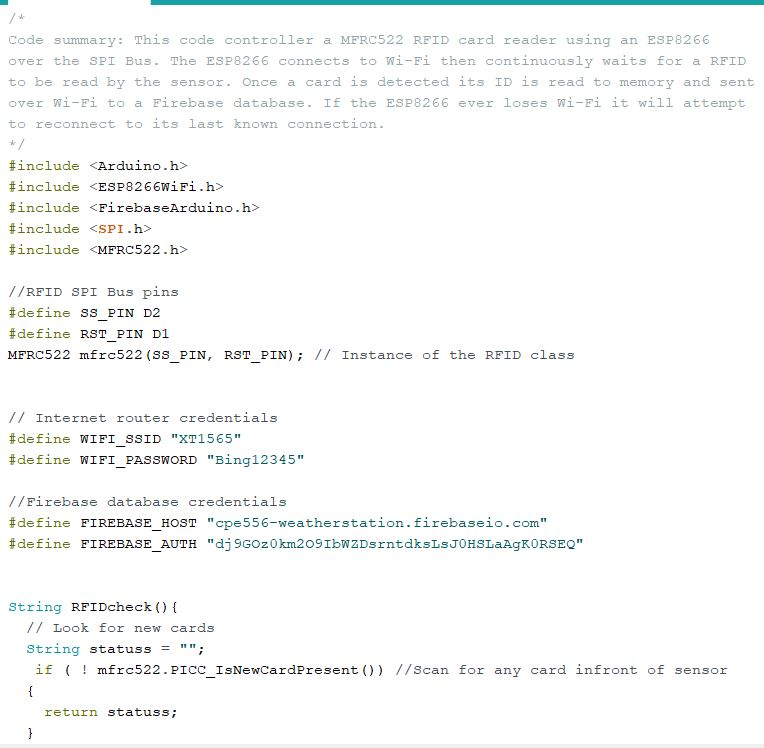 /*
Code summary: This code controller a MFRC522 RFID card reader using an ESP8266
over the SPI Bus. The ESP8266 connects to Wi-Fi then continuously waits for a RFID
to be read by the sensor. Once a card is detected its ID is read to memory and sent
over Wi-Fi to a Firebase database. If the ESP8266 ever loses Wi-Fi it will attempt
to reconnect to its last known connection.
*/
#include <Arduino.h>
#include <ESP8266WiFi.h>
#include <FirebaseArduino.h>
#include <SPI.h>
#include <MFRC522.h>
//RFID SPI Bus pins
#define SS_PIN D2
#define RST_PIN D1
MFRC522 mfrc522(SS_PIN, RST_PIN); // Instance of the RFID class
// Internet router credentials
#define WIFI_SSID "XT1565"
#define WIFI_PASSWORD "Bing12345"
//Firebase database credentials
#define FIREBASE_HOST "cpe556-weatherstation.firebaseio.com"
#define FIREBASE_AUTH "dj9GOz0km2O9IbWZDsrntdksLsJ0HSLaAgK0RSEQ"
String RFIDcheck(){
// Look for new cards
String statuss = "";
if ( ! mfrc522.PICC_IsNewCardPresent()) //Scan for any card infront of sensor
{
return statuss;
}